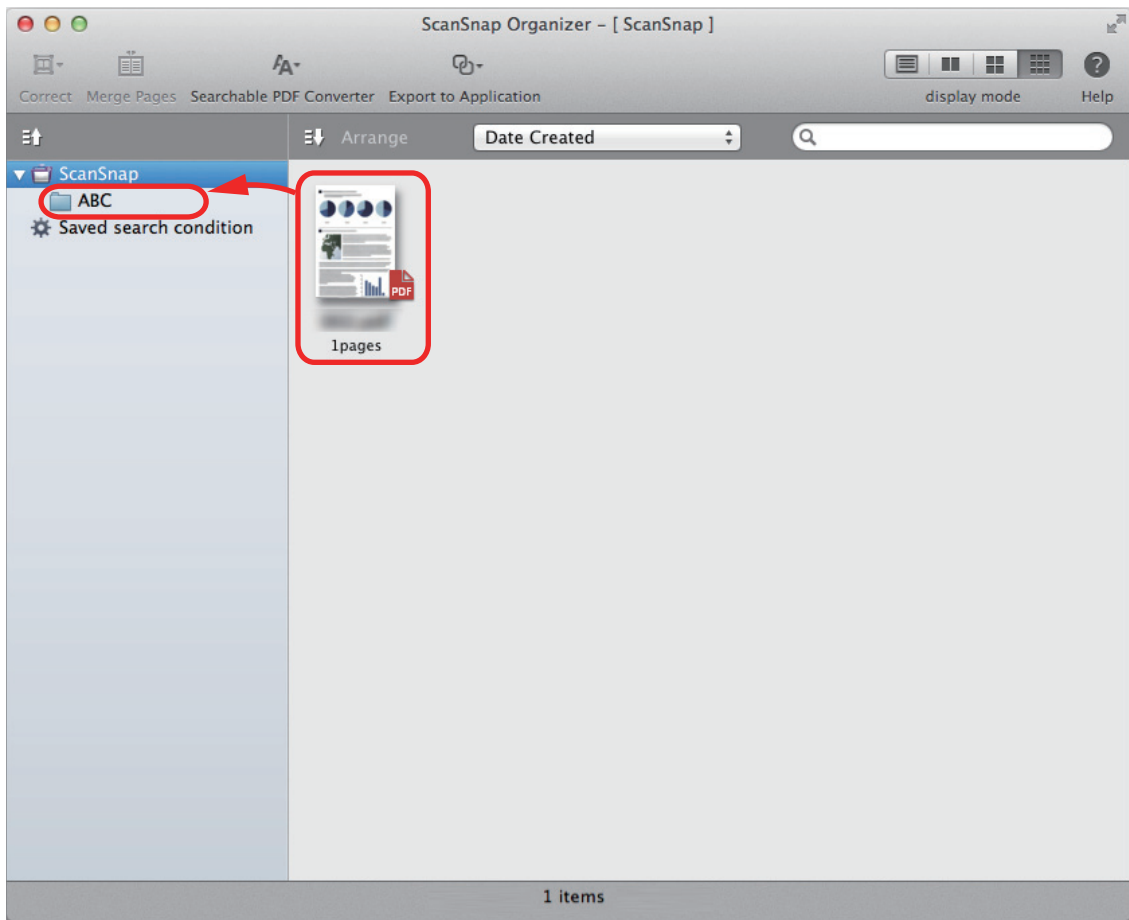 ScanSnap Organizer – [ ScanSnap ]
Correct Merge Pages Searchable PDF Converter Export to Application display mode Help
Arrange Date Created
ScanSnap
ABC
Saved search condition
PDF
1pages
1 items